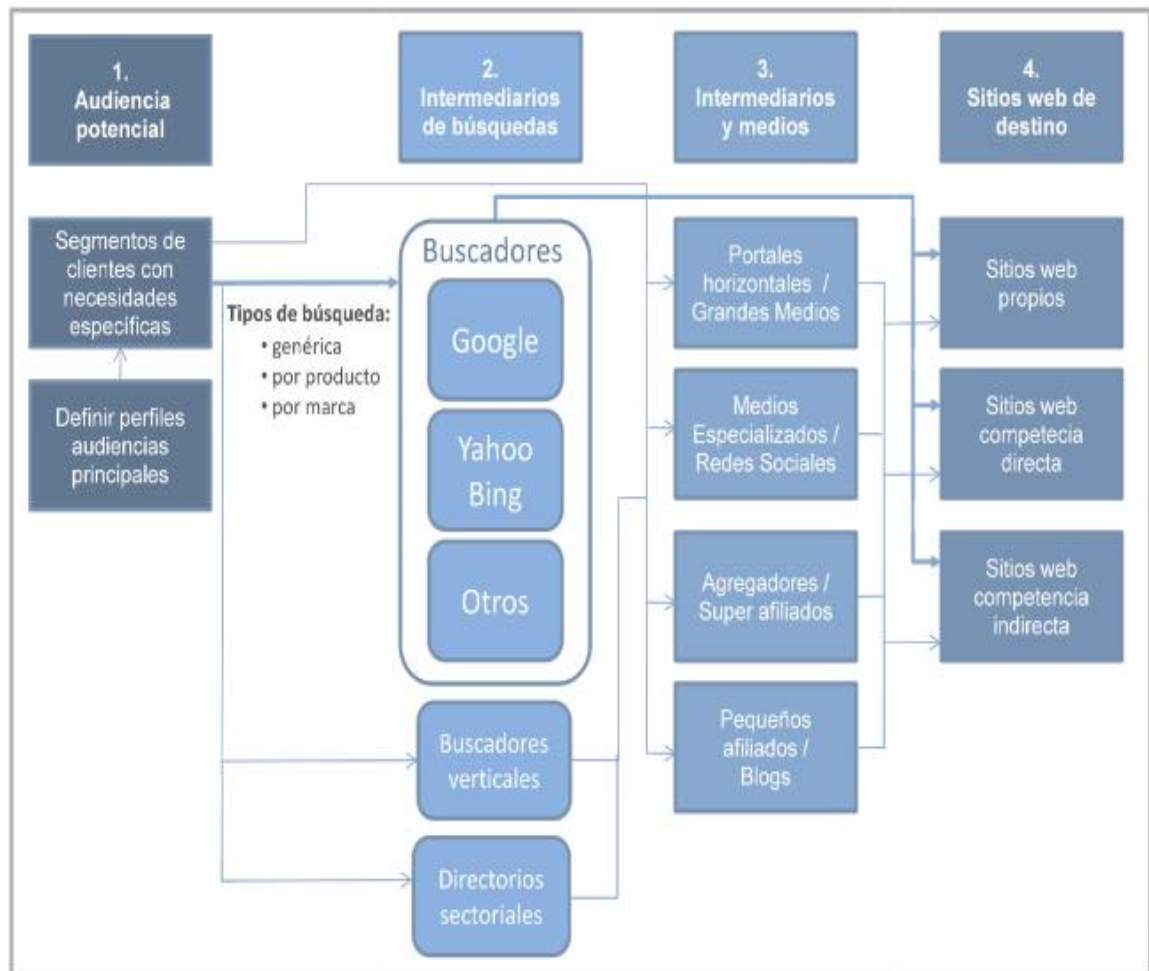 1.
Audiencia
potencial
2.
Intermediarios
de búsquedas
3.
Intermediarios
y medios
4.
Sitios web de
destino
Segmentos de
clientes con
necesidades
especificas
Definir perfiles
audiencias
principales
Tipos de búsqueda:
• genérica
• por producto
• por marca
Buscadores
Google
Yahoo
Bing
Otros
Buscadores
verticales
Directorios
sectoriales
Portales
horizontales /
Grandes Medios
Medios
Especializados /
Redes Sociales
Agregadores /
Super afiliados
Pequeños
afiliados /
Blogs
Sitios web
propios
Sitios web
competecia
directa
Sitios web
competencia
indirecta